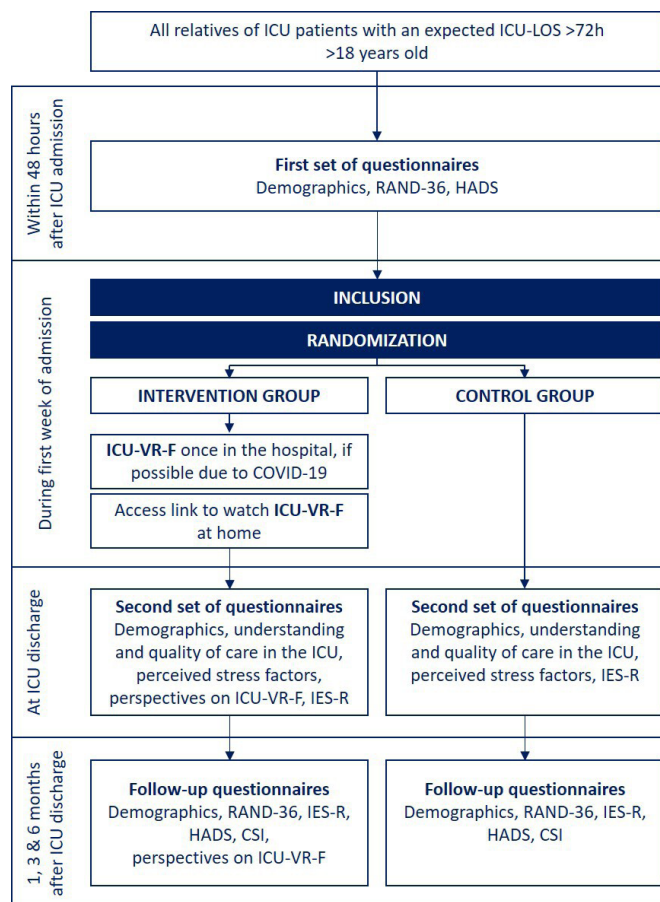 All relatives of ICU patients with an expected ICU-LOS >72h
>18 years old
Within 48 hours
after ICU admission
First set of questionnaires
Demographics, RAND-36, HADS
During first week of admission
INCLUSION
RANDOMIZATION
INTERVENTION GROUP
CONTROL GROUP
ICU-VR-F once in the hospital, if
possible due to COVID-19
Access link to watch ICU-VR-F
at home
At ICU discharge
Second set of questionnaires
Demographics, understanding
and quality of care in the ICU,
perceived stress factors,
perspectives on ICU-VR-F, IES-R
Second set of questionnaires
Demographics, understanding
and quality of care in the ICU,
perceived stress factors, IES-R
1, 3 & 6 months
after ICU discharge
Follow-up questionnaires
Demographics, RAND-36, IES-R,
HADS, CSI,
perspectives on ICU-VR-F
Follow-up questionnaires
Demographics, RAND-36, IES-R,
HADS, CSI